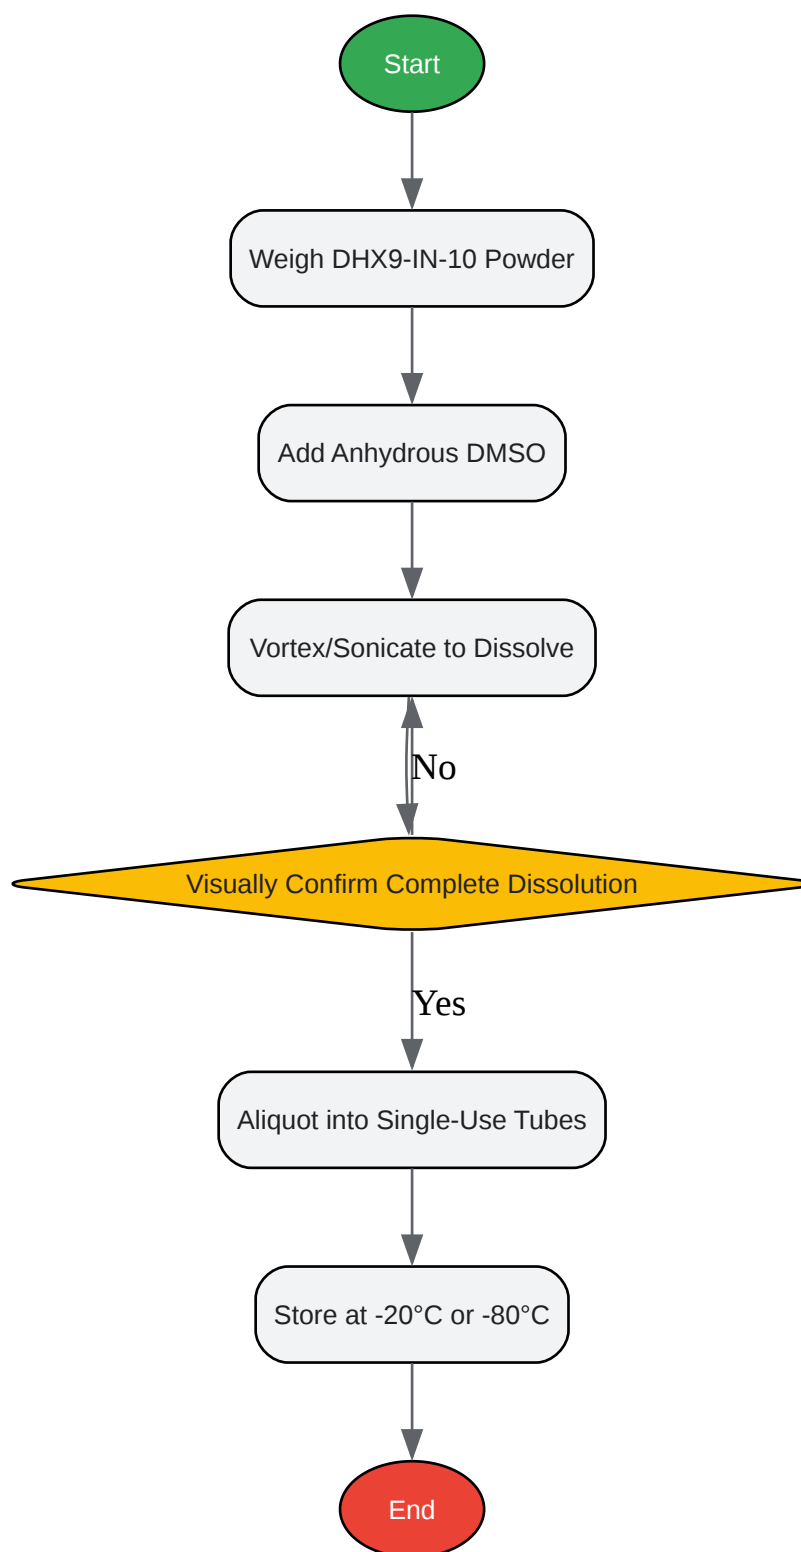 Start
Weigh DHX9-IN-10 Powder
Add Anhydrous DMSO
Vortex/Sonicate to Dissolve
No
Visually Confirm Complete Dissolution
Yes
Aliquot into Single-Use Tubes
Store at -20°C or -80°C
End